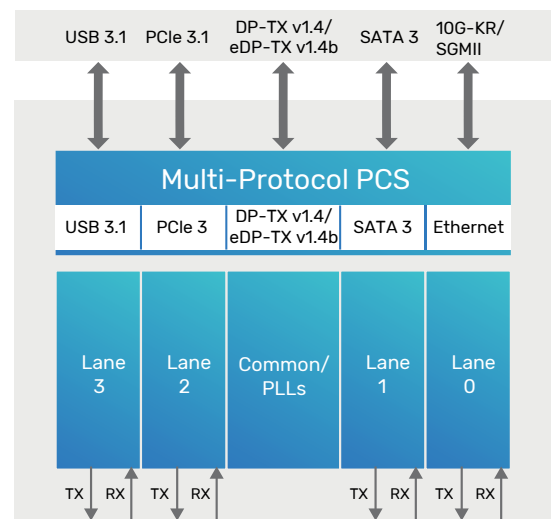 USB 3.1 PCIe 3.1 DP-TX v1.4/ SATA 3 10G-KR/
eDP-TX v1.4b SGMII
Multi-Protocol PCS
USB 3.1 PCIe 3 DP-TX v1.4/ SATA 3 Ethernet
eDP-TX v1.4b
Lane Lane Common/ Lane Lane
3 2 PLLs 1 0
TX RX TX RX TX RX TX RX